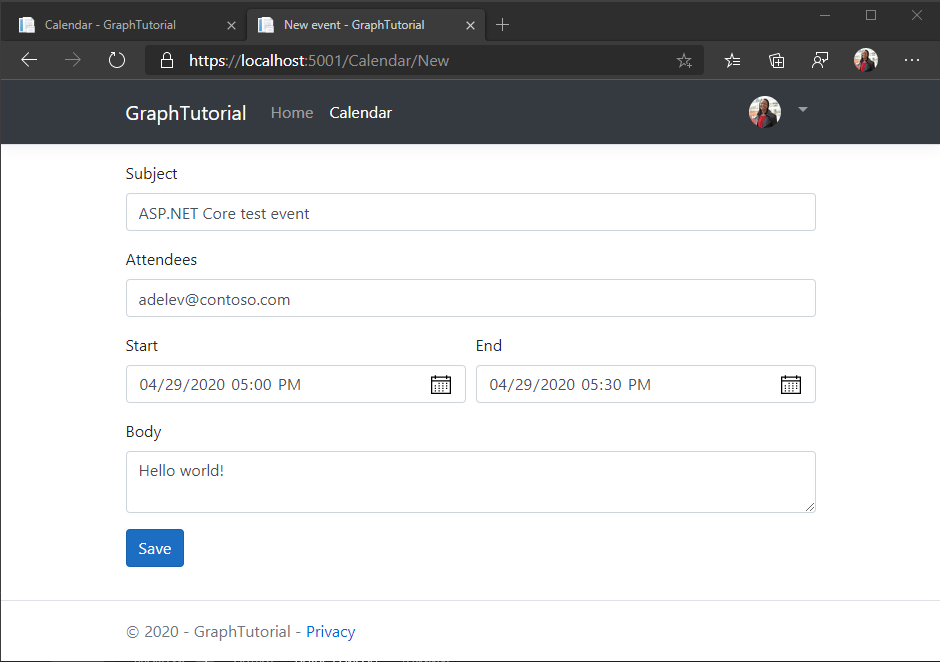 Calendar - GraphTutorial
New event - GraphTutorial
https://localhost:5001/Calendar/New
GraphTutorial Home Calendar
Subject
ASP.NET Core test event
Attendees
adelev@contoso.com
Start End
04/29/2020 05:00 PM 04/29/2020 05:30 PM
Body
Hello world!
Save
© 2020 - GraphTutorial - Privacy